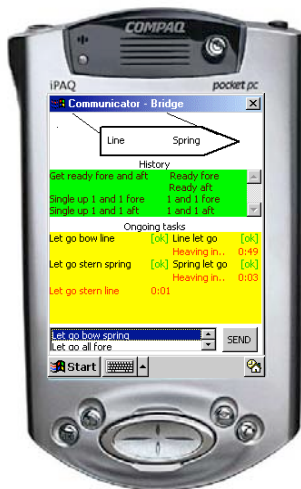 COMPAQ
iPAQ pocket pc
Communicator - Bridge
Line Spring
History
Get ready fore and aft Ready fore
Ready aft
Single up 1 and 1 fore 1 and 1 fore
Single up 1 and 1 aft 1 and 1 aft
Ongoing tasks
Let go bow line [ok] Line let go [ok]
Heaving in.. 0:49
Let go stern spring [ok] Spring let go [ok]
Heaving in.. 0:03
Let go stern line 0:01
Let go bow spring
Let go all fore
SEND
Start